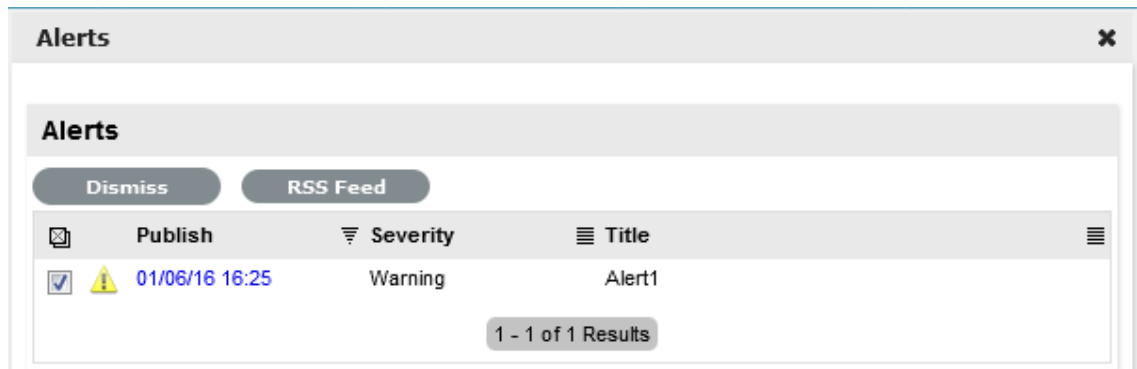 Alerts
Alerts
Dismiss RSS Feed
Publish Severity Title
01/06/16 16:25 Warning Alert1
1 - 1 of 1 Results